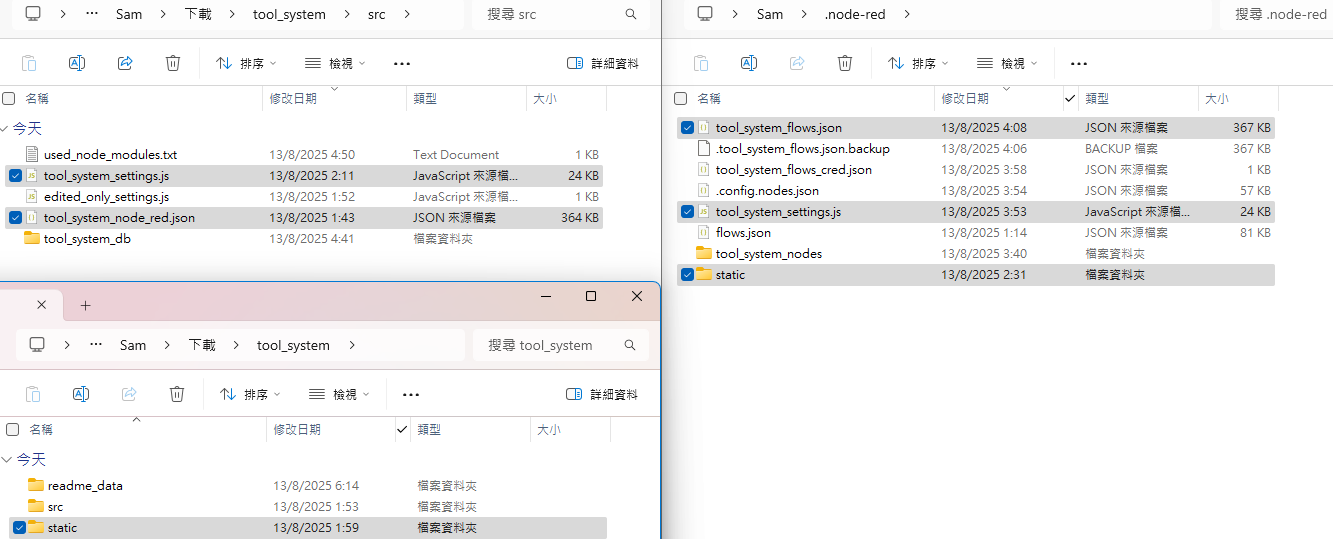 Sam 下載 tool_system src 搜尋 src
排序 檢視 詳細資料
名稱 修改日期 類型 大小
今天
used_node_modules.txt 13/8/2025 4:50 Text Document 1 KB
tool_system_settings.js 13/8/2025 2:11 JavaScript 來源檔... 24 KB
edited_only_settings.js 13/8/2025 1:52 JavaScript 來源檔... 1 KB
tool_system_node_red.json 13/8/2025 1:43 JSON 來源檔案 364 KB
tool_system_db 13/8/2025 4:41 檔案資料夾
Sam 下載 tool_system 搜尋 tool_system
排序 檢視 詳細資料
名稱 修改日期 類型 大小
今天
readme_data 13/8/2025 6:14 檔案資料夾
src 13/8/2025 1:53 檔案資料夾
static 13/8/2025 1:59 檔案資料夾
Sam .node-red 搜尋 .node-red
排序 檢視
名稱 修改日期 類型 大小
tool_system_flows.json 13/8/2025 4:08 JSON 來源檔案 367 KB
.tool_system_flows.json.backup 13/8/2025 4:06 BACKUP 檔案 367 KB
tool_system_flows_cred.json 13/8/2025 3:58 JSON 來源檔案 1 KB
.config.nodes.json 13/8/2025 3:54 JSON 來源檔案 57 KB
tool_system_settings.js 13/8/2025 3:53 JavaScript 來源檔... 24 KB
flows.json 13/8/2025 1:14 JSON 來源檔案 81 KB
tool_system_nodes 13/8/2025 3:40 檔案資料夾
static 13/8/2025 2:31 檔案資料夾